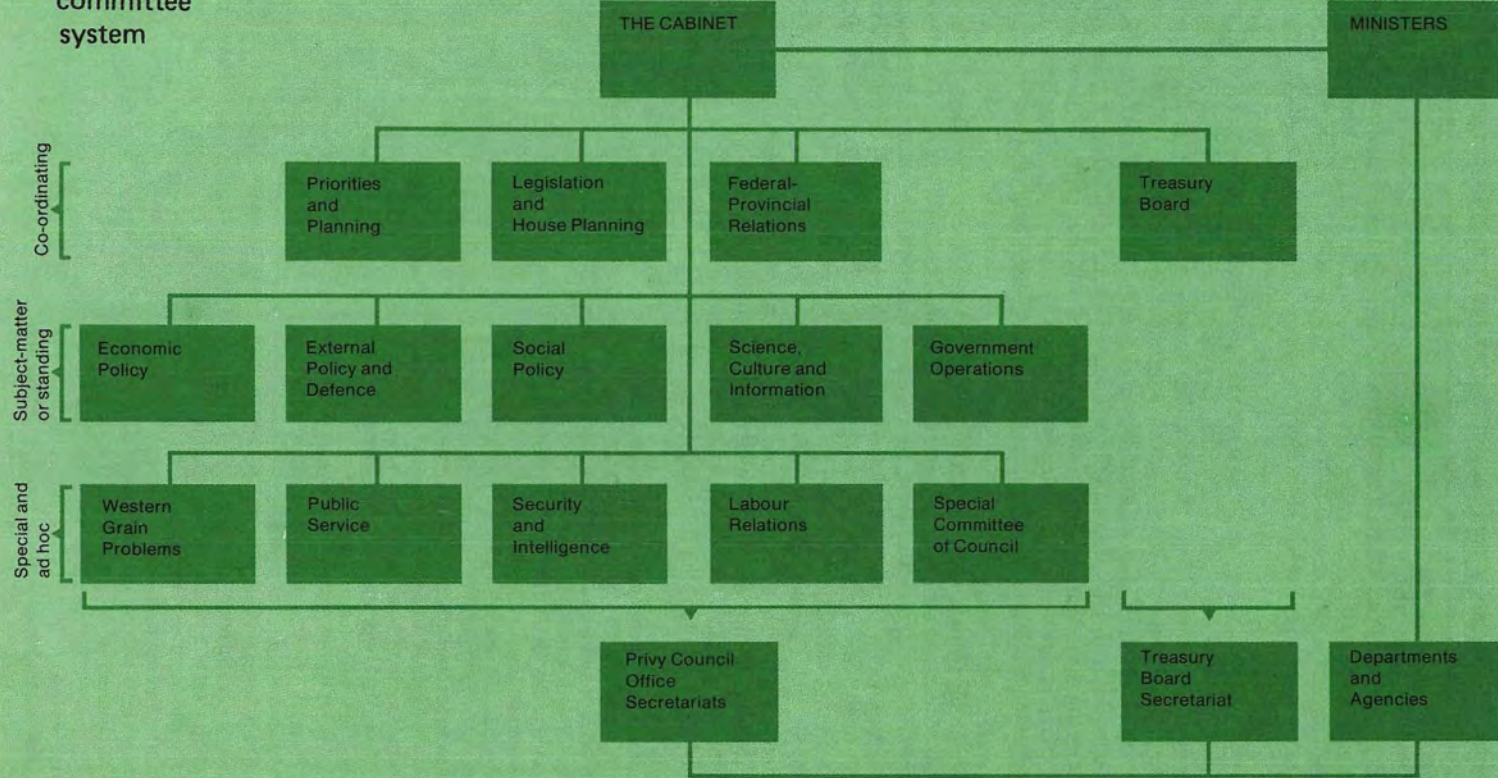 committee
system
THE CABINET
MINISTERS
Co-ordinating
Priorities
and
Planning
Legislation
and
House Planning
Federal-
Provincial
Relations
Treasury
Board
Subject-matter
or standing
Economic
Policy
External
Policy and
Defence
Social
Policy
Science,
Culture and
Information
Government
Operations
Special and
ad hoc
Western
Grain
Problems
Public
Service
Security
and
Intelligence
Labour
Relations
Special
Committee
of Council
Privy Council
Office
Secretariats
Treasury
Board
Secretariat
Departments
and
Agencies